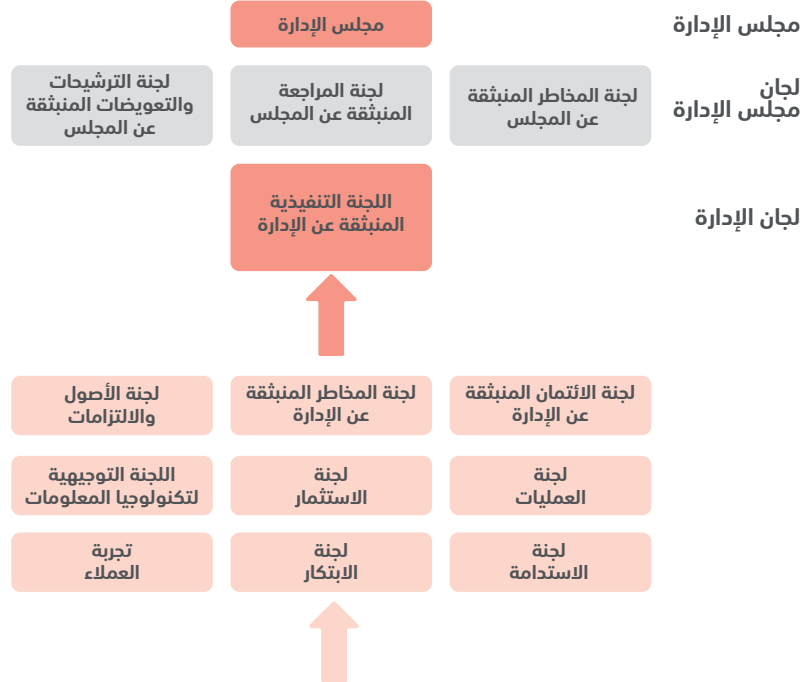 مجلس الإدارة
مجلس الإدارة
لجان
مجلس الإدارة
لجنة المخاطر المنبثقة
عن المجلس
لجنة المراجعة
المنبثقة عن المجلس
لجنة الترشيحات
والتعويضات المنبثقة
عن المجلس
لجان الإدارة
اللجنة التنفيذية
المنبثقة عن الإدارة
لجنة الائتمان المنبثقة
عن الإدارة
لجنة المخاطر المنبثقة
عن الإدارة
لجنة الأصول
والالتزامات
لجنة
العمليات
لجنة
الاستثمار
اللجنة التوجيهية
لتكنولوجيا المعلومات
لجنة
الاستدامة
لجنة
الابتكار
تجربة
العملاء